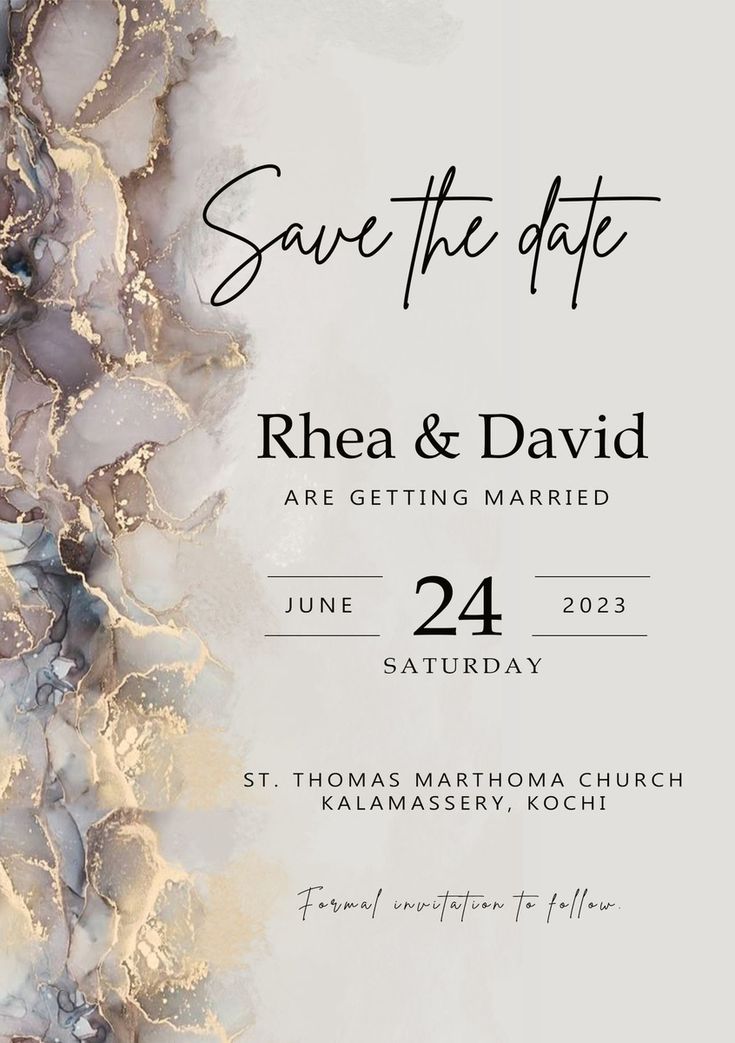 Save the date
Rhea & David
ARE GETTING MARRIED
JUNE 24 2023
SATURDAY
ST. THOMAS MARTHOMA CHURCH
KALAMASSERY, KOCHI
Formal invitation to follow.